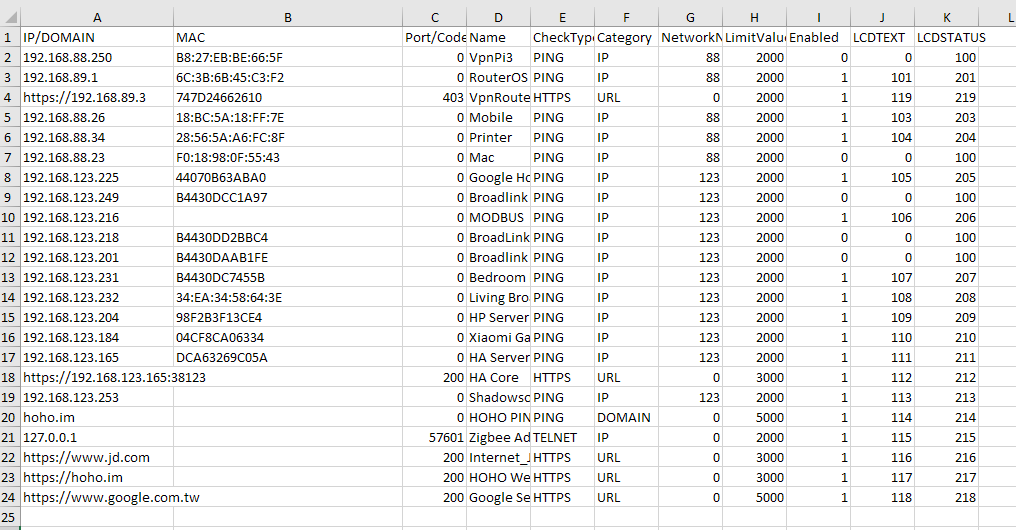 A B C D E F G H I J K L
1 IP/DOMAIN MAC Port/Code Name CheckType Category NetworkN LimitValue Enabled LCDTEXT LCDSTATUS
2 192.168.88.250 B8:27:EB:BE:66:5F 0 VpnPi3 PING IP 88 2000 0 0 100
3 192.168.89.1 6C:3B:6B:45:C3:F2 0 RouterOS PING IP 88 2000 1 101 201
4 https://192.168.89.3 747D24662610 403 VpnRoute HTTPS URL 0 2000 1 119 219
5 192.168.88.26 18:BC:5A:18:FF:7E 0 Mobile PING IP 88 2000 1 103 203
6 192.168.88.34 28:56:5A:A6:FC:8F 0 Printer PING IP 88 2000 1 104 204
7 192.168.88.23 F0:18:98:0F:55:43 0 Mac PING IP 88 2000 0 0 100
8 192.168.123.225 44070B63ABA0 0 Google Ho PING IP 123 2000 1 105 205
9 192.168.123.249 B4430DCC1A97 0 Broadlink PING IP 123 2000 0 0 100
10 192.168.123.216 0 MODBUS PING IP 123 2000 1 106 206
11 192.168.123.218 B4430DD2BBC4 0 BroadLink PING IP 123 2000 0 0 100
12 192.168.123.201 B4430DAAB1FE 0 Broadlink PING IP 123 2000 0 0 100
13 192.168.123.231 B4430DC7455B 0 Bedroom PING IP 123 2000 1 107 207
14 192.168.123.232 34:EA:34:58:64:3E 0 Living Bro PING IP 123 2000 1 108 208
15 192.168.123.204 98F2B3F13CE4 0 HP Server PING IP 123 2000 1 109 209
16 192.168.123.184 04CF8CA06334 0 Xiaomi Ga PING IP 123 2000 1 110 210
17 192.168.123.165 DCA63269C05A 0 HA Server PING IP 123 2000 1 111 211
18 https://192.168.123.165:38123 200 HA Core HTTPS URL 0 3000 1 112 212
19 192.168.123.253 0 Shadowsc PING IP 123 2000 1 113 213
20 hoho.im 0 HOHO PIN PING DOMAIN 0 5000 1 114 214
21 127.0.0.1 57601 Zigbee Ad TELNET IP 0 2000 1 115 215
22 https://www.jd.com 200 Internet_J HTTPS URL 0 2000 1 116 216
23 https://hoho.im 200 HOHO We HTTPS URL 0 3000 1 117 217
24 https://www.google.com.tw 200 Google Se HTTPS URL 0 5000 1 118 218
25